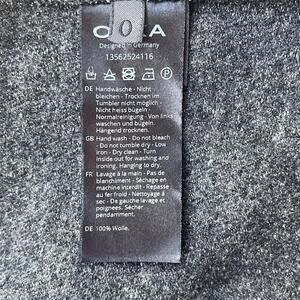 0
Designed in Germany
13562524116
DE Handwäsche - Nicht
bleichen - Trocknen im
Tumbler nicht möglich -
Nicht heiss bügeln -
Normalreinigung - Von links
waschen und bügeln -
Hängend trocknen.
GB Hand wash - Do not bleach
- Do not tumble dry - Low
iron - Dry clean - Turn
inside out for washing and
ironing. Hanging to dry.
FR Lavage à la main - Pas de
blanchiment - Séchage en
machine interdit - Repasse
au fer froid - Nettoyage á
sec - De gauche lavage et
poignees. Sécher
pendamment.
DE 100% Wolle.